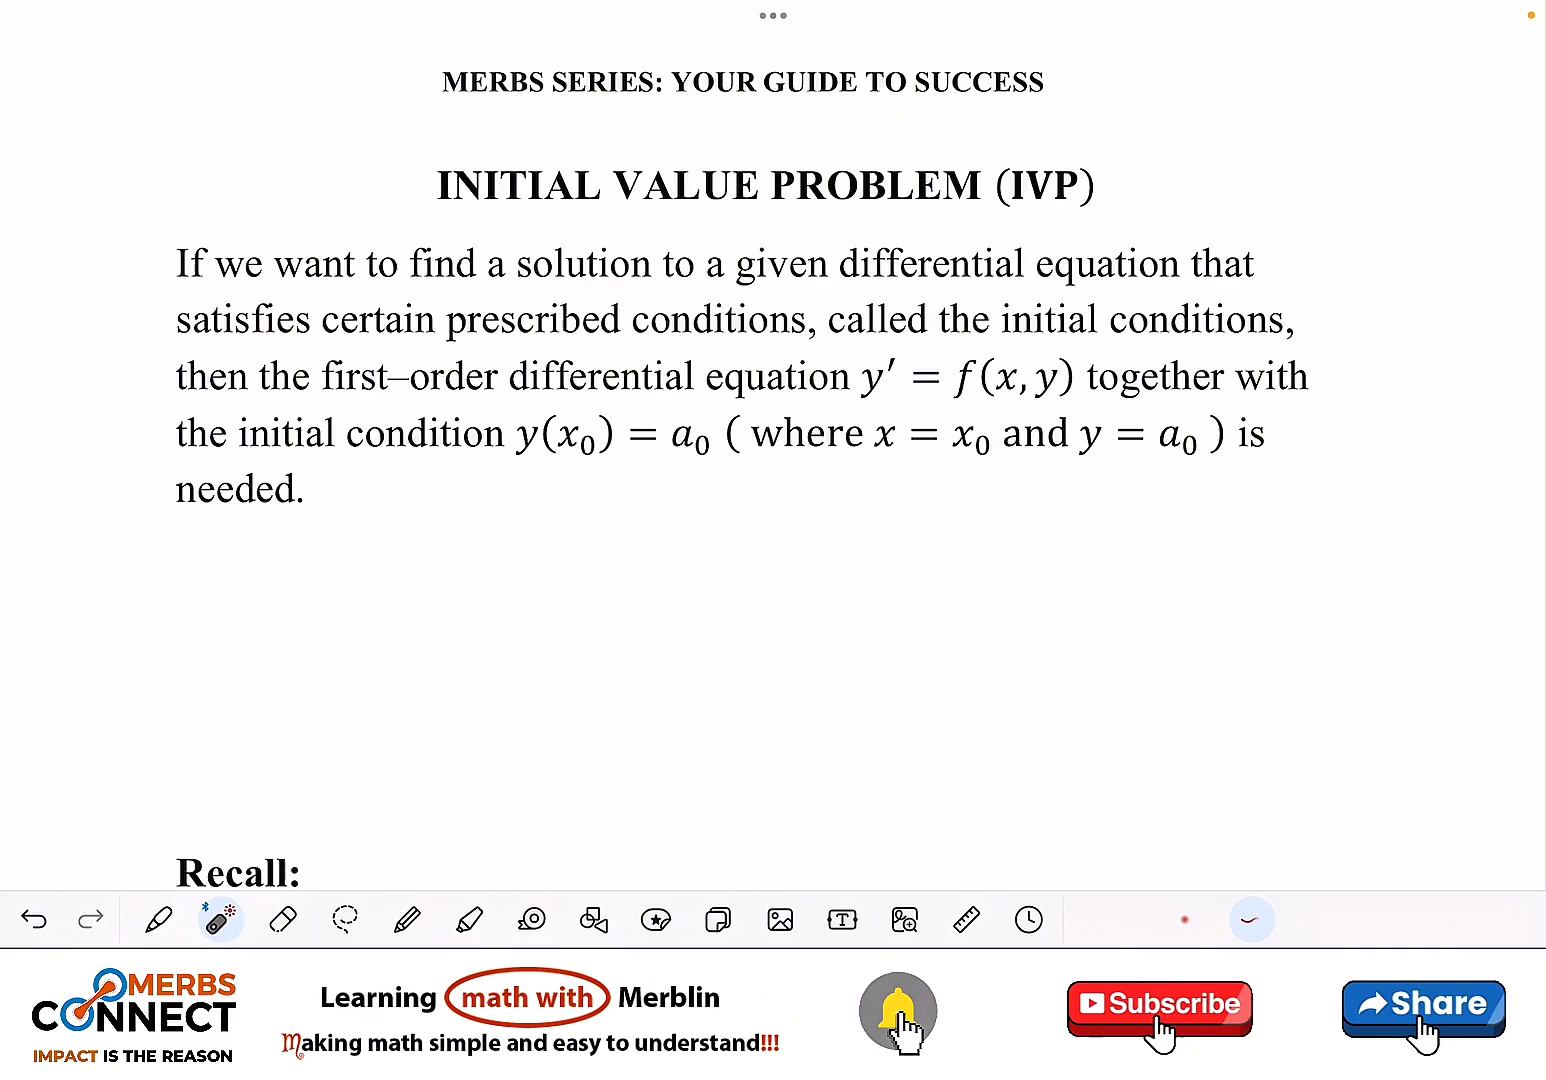 MERBS SERIES: YOUR GUIDE TO SUCCESS
INITIAL VALUE PROBLEM (IVP)
If we want to find a solution to a given differential equation that
satisfies certain prescribed conditions, called the initial conditions,
then the first–order differential equation y′ = f(x, y) together with
the initial condition y(x₀) = a₀ ( where x = x₀ and y = a₀ ) is
needed.
Recall:
MERBS
CONNECT
IMPACT IS THE REASON
Learning math with Merblin
Making math simple and easy to understand!!!
Subscribe
Share